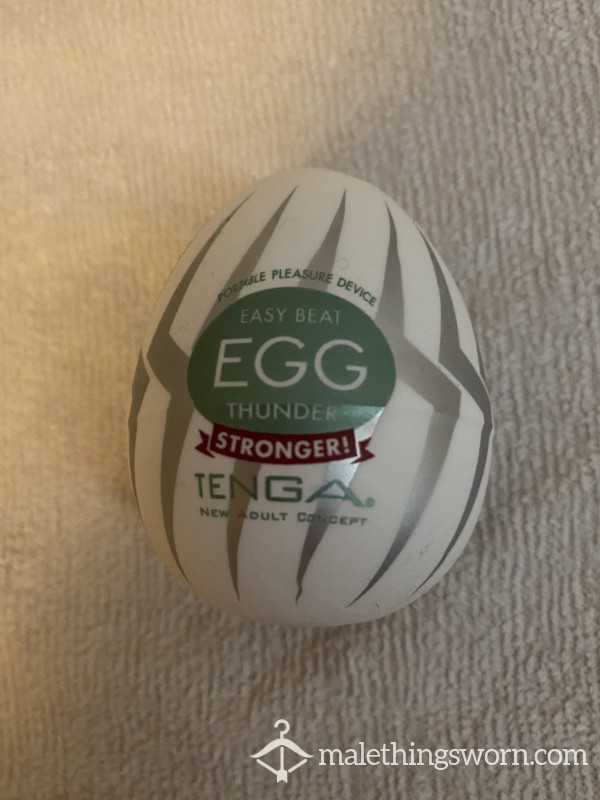 PORTABLE PLEASURE DEVICE
EASY BEAT
EGG
THUNDER
STRONGER!
TENGA®
NEW ADULT CONCEPT
malethingsworn.com